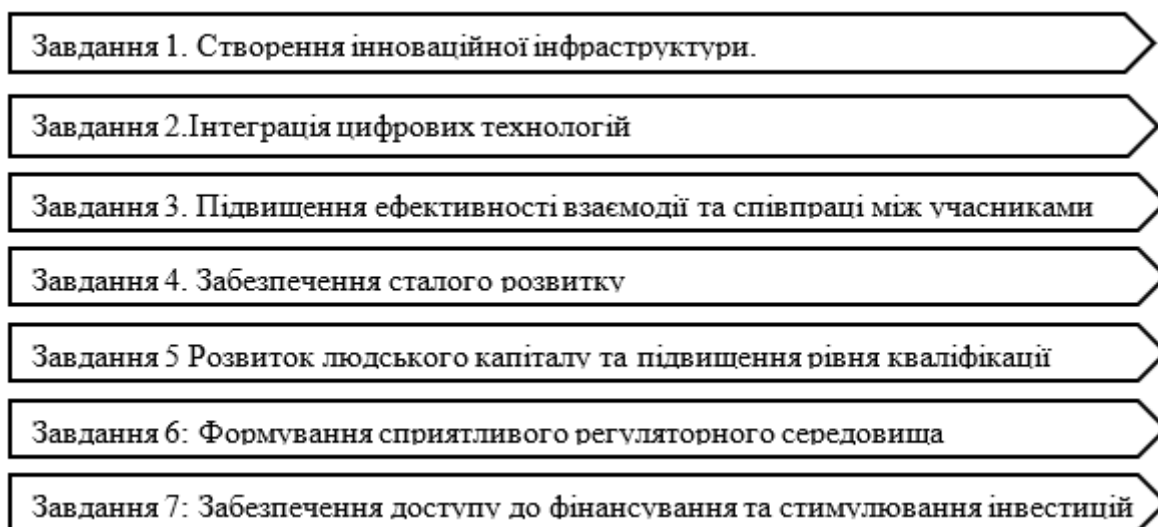 Завдання 1. Створення інноваційної інфраструктури.
Завдання 2.Інтеграція цифрових технологій
Завдання 3. Підвищення ефективності взаємодії та співпраці між учасниками
Завдання 4. Забезпечення сталого розвитку
Завдання 5 Розвиток людського капіталу та підвищення рівня кваліфікації
Завдання 6: Формування сприятливого регуляторного середовища
Завдання 7: Забезпечення доступу до фінансування та стимулювання інвестицій